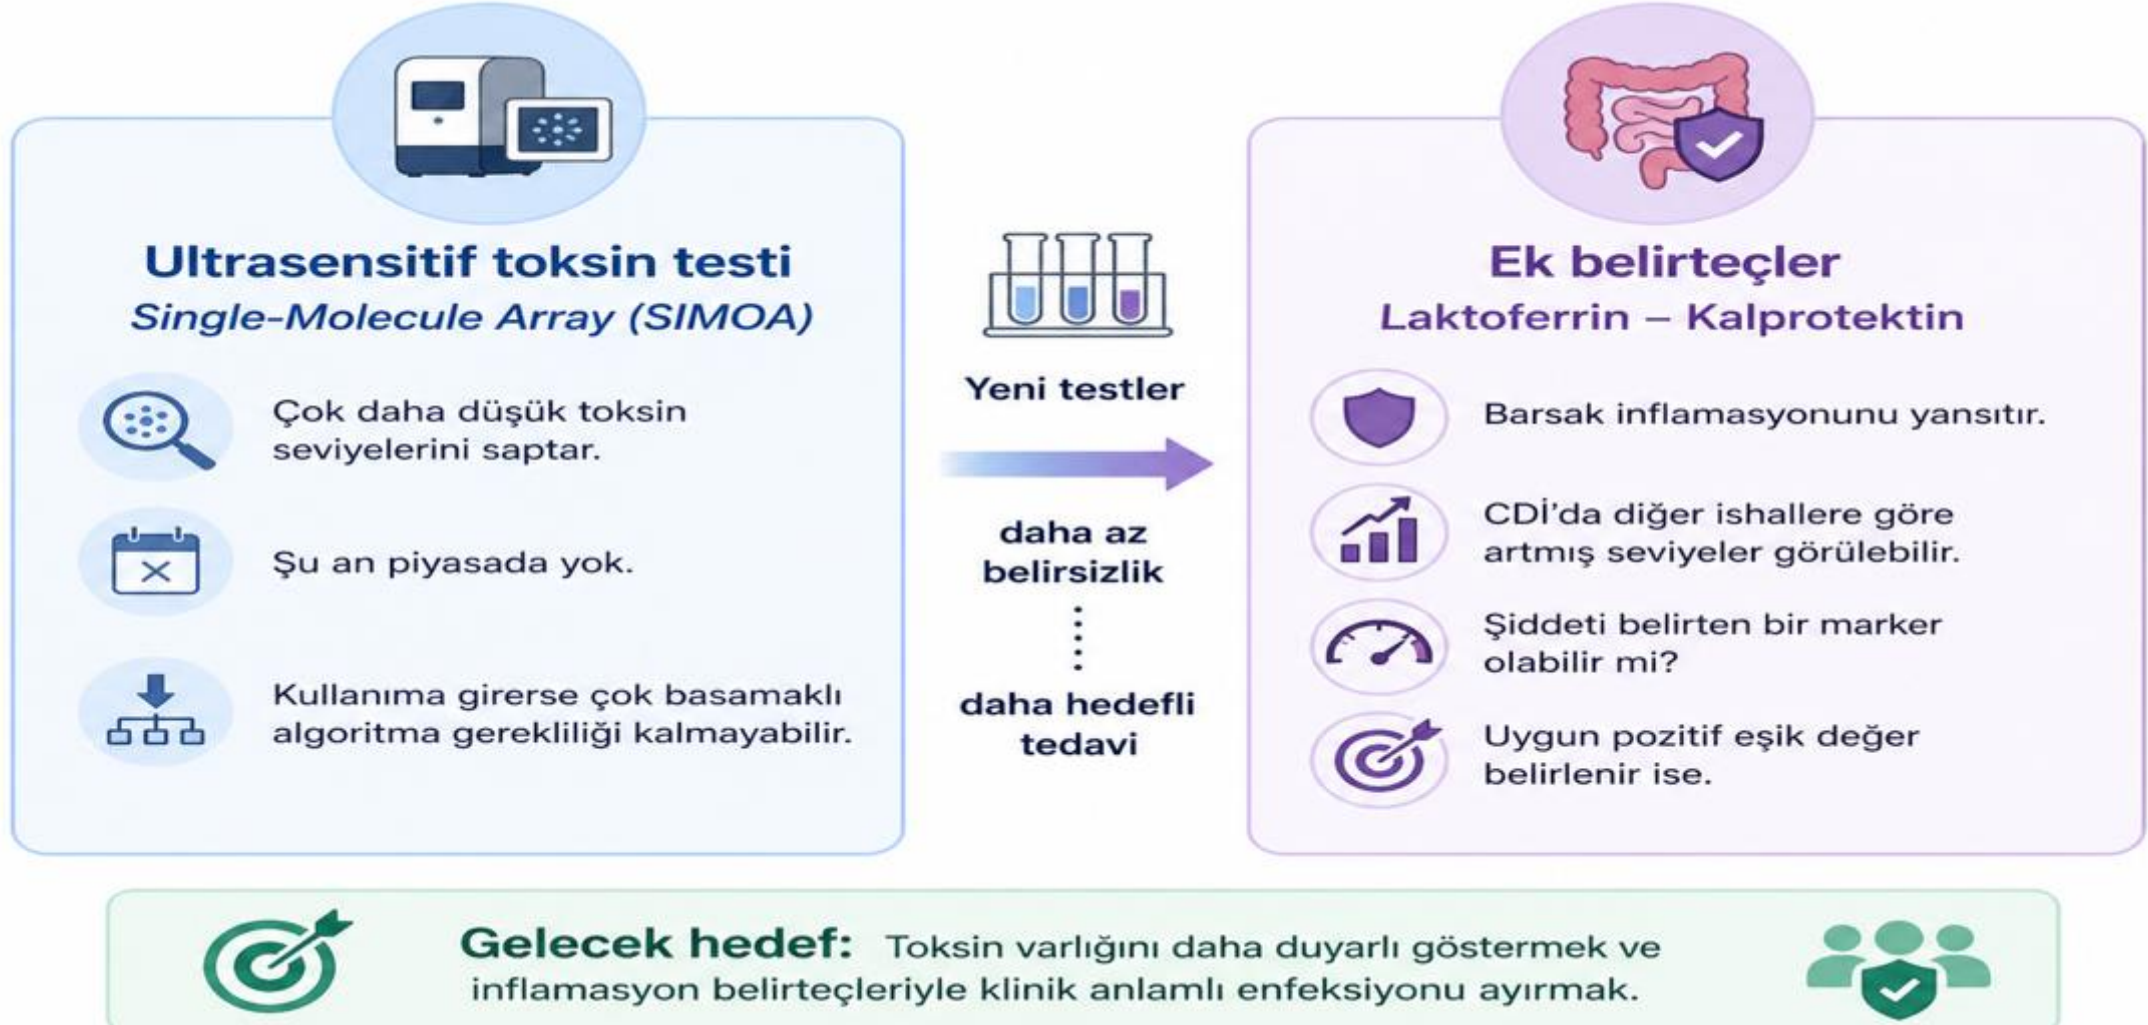 Ultrasensitif toksin testi
Single-Molecule Array (SIMOA)
Çok daha düşük toksin
seviyelerini saptar.
Şu an piyasada yok.
Kullanıma girerse çok basamaklı
algoritma gerekliliği kalmayabilir.
Yeni testler
daha az
belirsizlik
daha hedefli
tedavi
Ek belirteçler
Laktoferrin – Kalprotektin
Barsak inflamasyonunu yansıtır.
CDİ'da diğer ishallere göre
artmış seviyeler görülebilir.
Şiddeti belirten bir marker
olabilir mi?
Uygun pozitif eşik değer
belirlenir ise.
Gelecek hedef: Toksin varlığını daha duyarlı göstermek ve
inflamasyon belirteçleriyle klinik anlamlı enfeksiyonu ayırmak.